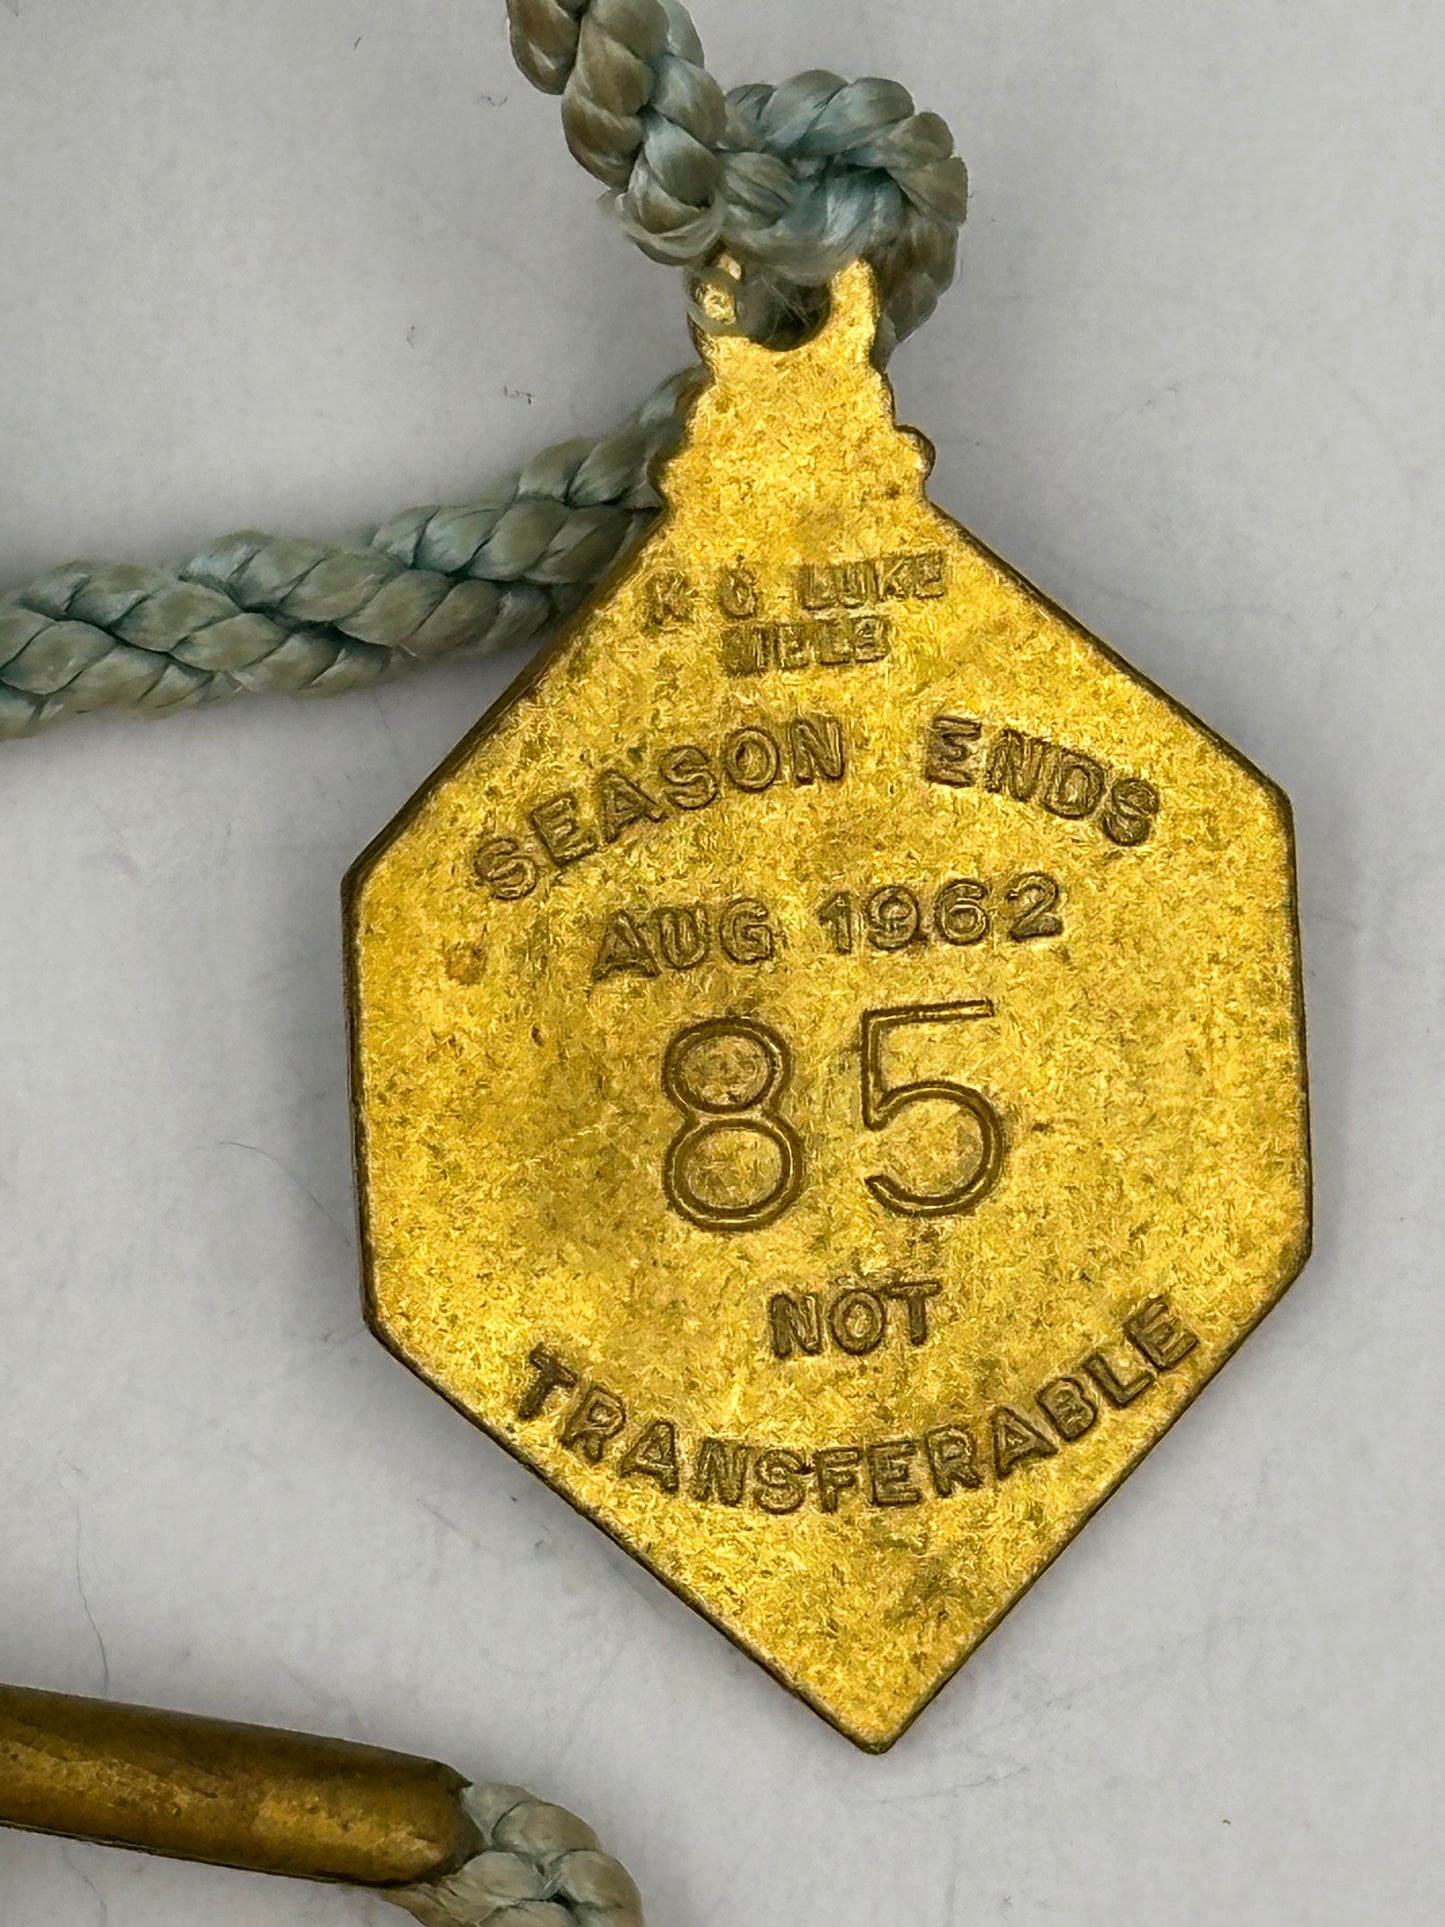 K C LUKE
MELB
SEASON ENDS
AUG 1962
85
NOT
TRANSFERABLE